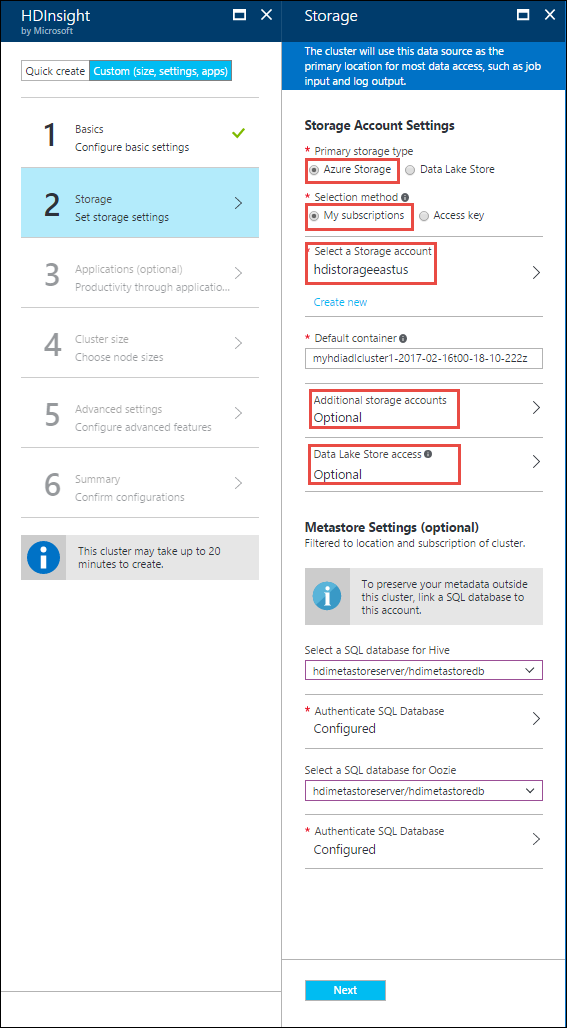 HDInsight
by Microsoft
Quick create
Custom (size, settings, apps)
1
Basics
Configure basic settings
2
Storage
Set storage settings
3
Applications (optional)
Productivity through applicatio...
4
Cluster size
Choose node sizes
5
Advanced settings
Configure advanced features
6
Summary
Confirm configurations
This cluster may take up to 20
minutes to create.
Storage
The cluster will use this data source as the
primary location for most data access, such as job
input and log output.
Storage Account Settings
* Primary storage type
Azure Storage
Data Lake Store
* Selection method
My subscriptions
Access key
* Select a Storage account
hdistorageeastus
Create new
* Default container
myhdiadlcluster1-2017-02-16t00-18-10-222z
Additional storage accounts
Optional
Data Lake Store access
Optional
Metastore Settings (optional)
Filtered to location and subscription of cluster.
To preserve your metadata outside
this cluster, link a SQL database to
this account.
Select a SQL database for Hive
hdimetastoreserver/hdimetastoredb
* Authenticate SQL Database
Configured
Select a SQL database for Oozie
hdimetastoreserver/hdimetastoredb
* Authenticate SQL Database
Configured
Next